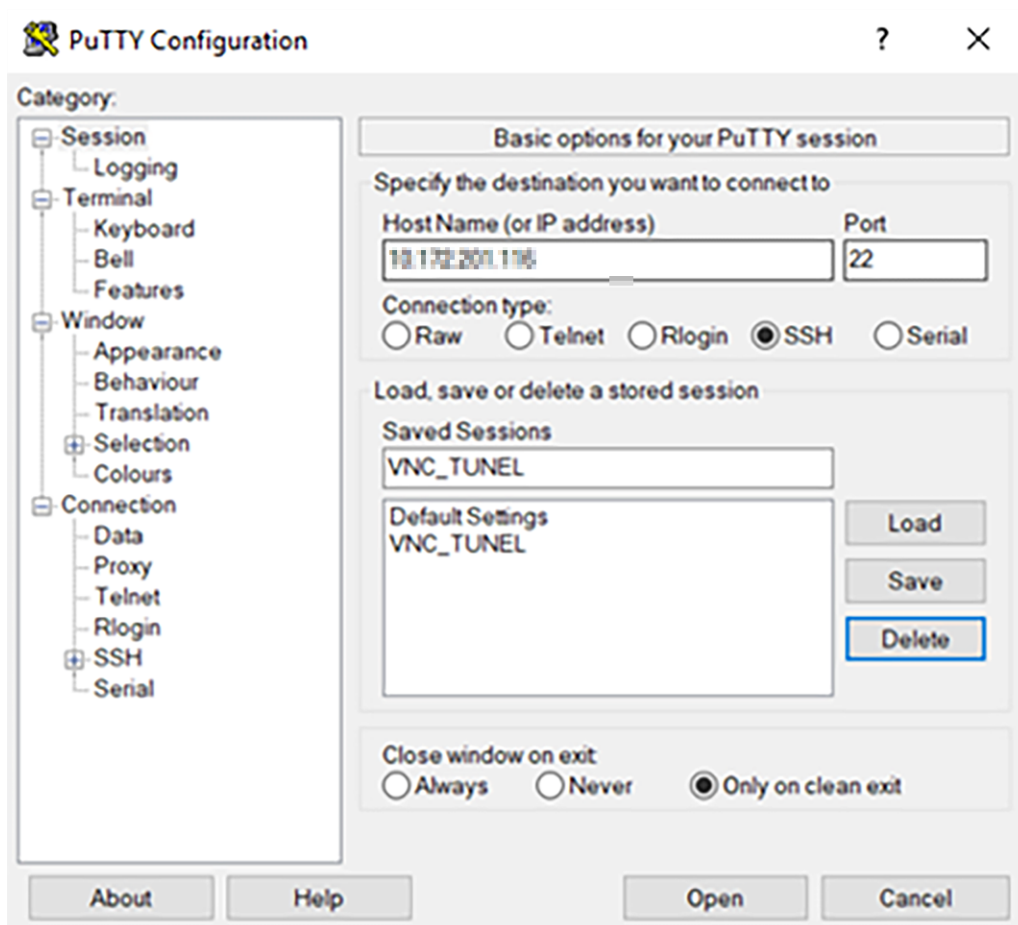 PuTTY Configuration ?
Category:
Session
Logging
Terminal
Keyboard
Bell
Features
Window
Appearance
Behaviour
Translation
Selection
Colours
Connection
Data
Proxy
Telnet
Rlogin
SSH
Serial
Basic options for your PuTTY session
Specify the destination you want to connect to
Host Name (or IP address) Port
22
Connection type:
Raw Telnet Rlogin SSH Serial
Load, save or delete a stored session
Saved Sessions
VNC_TUNEL
Default Settings
VNC_TUNEL
Load
Save
Delete
Close window on exit:
Always Never Only on clean exit
About Help Open Cancel